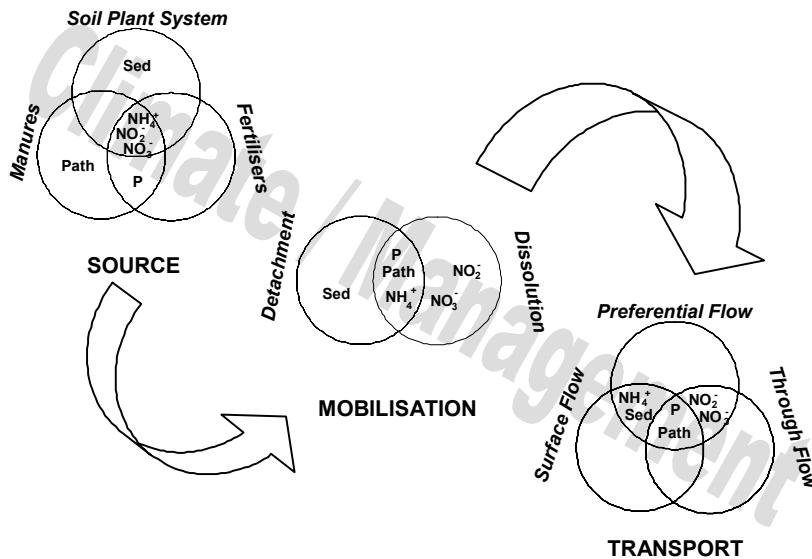 Soil Plant System
Manures
Fertilisers
Sed
NH₄⁺
NO₂⁻
NO₃⁻
Path
P
SOURCE
Climate / Management
Detachment
Dissolution
P
Path
NH₄⁺
Sed
NO₂⁻
NO₃⁻
MOBILISATION
Preferential Flow
Surface Flow
Through Flow
NH₄⁺
Sed
P
Path
NO₂⁻
NO₃⁻
TRANSPORT